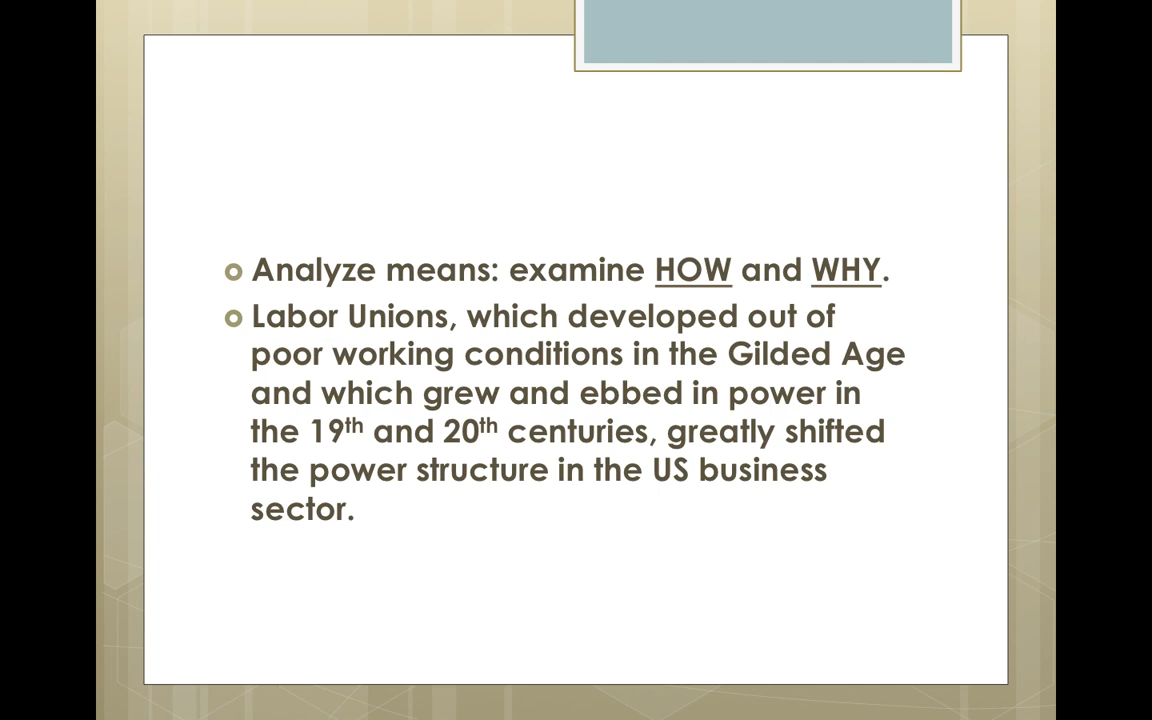 Analyze means: examine HOW and WHY.
Labor Unions, which developed out of
poor working conditions in the Gilded Age
and which grew and ebbed in power in
the 19th and 20th centuries, greatly shifted
the power structure in the US business
sector.